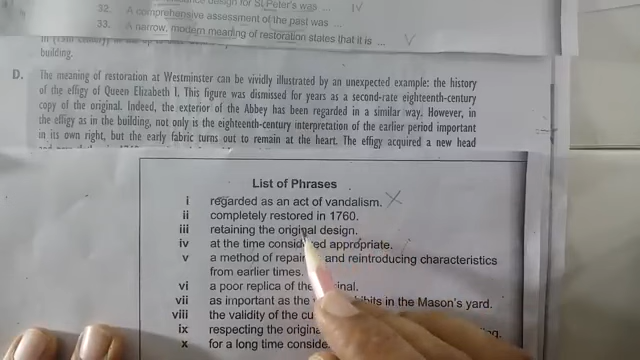 design for St Peter's was ... iv
32. A comprehensive assessment of the past was ...
33. A narrow, modern meaning of restoration states that it is ... V
building.
D. The meaning of restoration at Westminster can be vividly illustrated by an unexpected example: the history
of the effigy of Queen Elizabeth I. This figure was dismissed for years as a second-rate eighteenth-century
copy of the original. Indeed, the exterior of the Abbey has been regarded in a similar way. However, in
the effigy as in the building, not only is the eighteenth-century interpretation of the earlier period important
in its own right, but the early fabric turns out to remain at the heart. The effigy acquired a new head
List of Phrases
i regarded as an act of vandalism. X
ii completely restored in 1760.
iii retaining the original design.
iv at the time considered appropriate.
v a method of and reintroducing characteristics
from earlier times.
vi a poor replica of the
vii as important as the in the Mason's yard.
viii the validity of the
ix respecting the
x for a long time